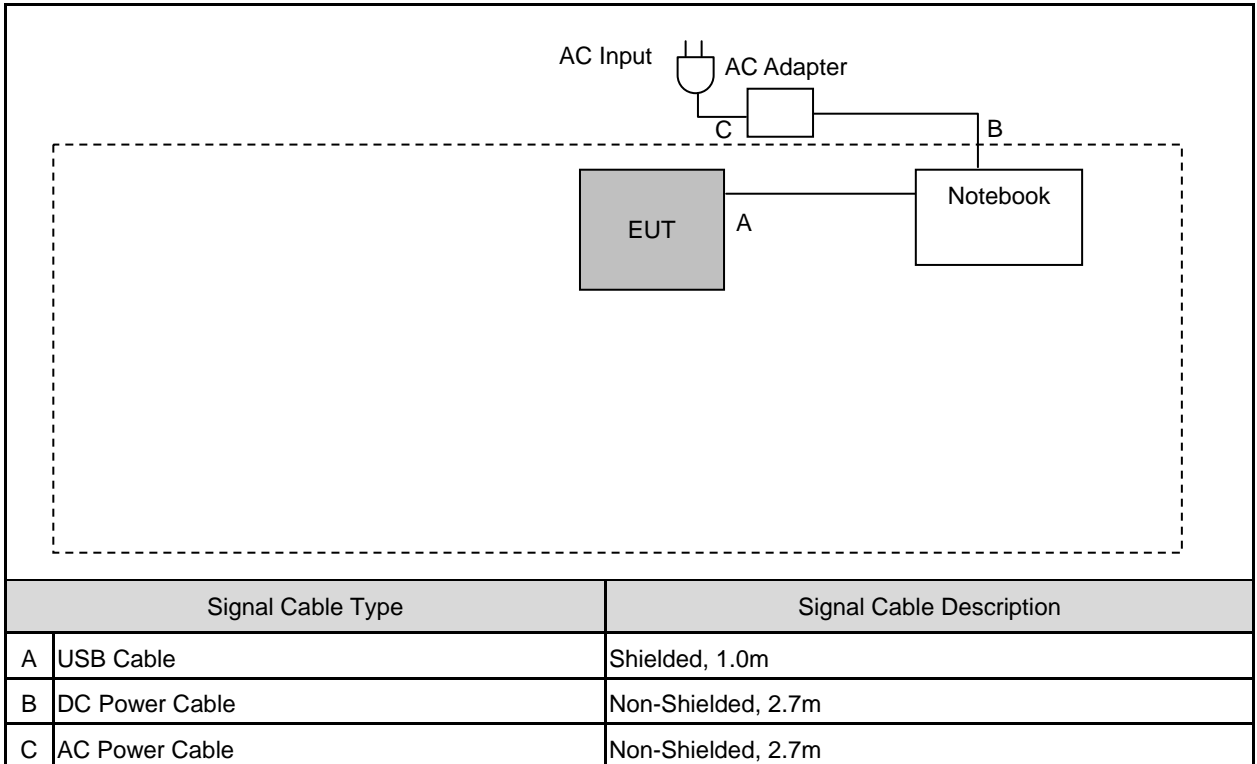 AC Input
AC Adapter
C
B
EUT
A
Notebook
Signal Cable Type Signal Cable Description
A USB Cable Shielded, 1.0m
B DC Power Cable Non-Shielded, 2.7m
C AC Power Cable Non-Shielded, 2.7m